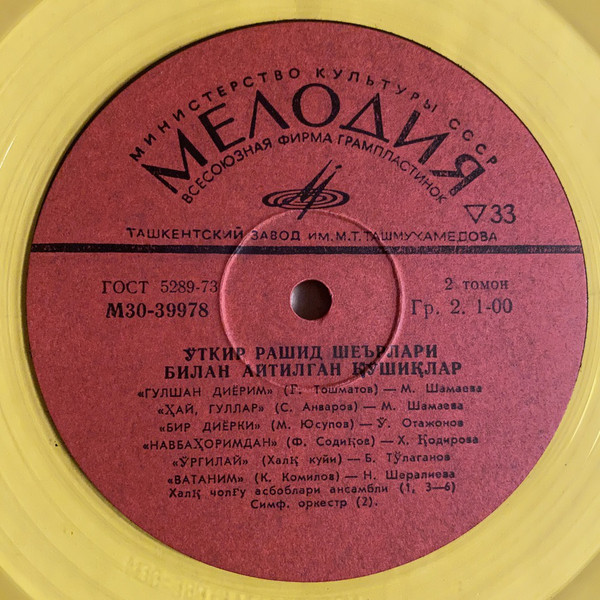 МИНИСТЕРСТВО КУЛЬТУРЫ СССР
МЕЛОДИЯ
ВСЕСОЮЗНАЯ ФИРМА ГРАМПЛАСТИНОК
▽33
ТАШКЕНТСКИЙ ЗАВОД ИМ. М.Т. ТАШМУХАМЕДОВА
ГОСТ 5289-73
2 томон
М30-39978
Гр. 2. 1-00
ЎТКИР РАШИД ШЕЪРЛАРИ
БИЛАН АЙТИЛГАН ҚЎШИҚЛАР
«ГУЛШАН ДИЁРИМ» (Ғ. Тошматов) — М. Шамаева
«ҲАЙ, ГУЛЛАР» (С. Анваров) — М. Шамаева
«БИР ДИЁРКИ» (М. Юсупов) — Ў. Отажонов
«НАВБАҲОРИМДАН» (Ф. Содиқов) — Х. Қодирова
«ЎРГИЛАЙ» (Халқ куйи) — Б. Тўлаганов
«ВАТАНИМ» (К. Комилов) — Н. Шералиева
Халқ чолғу асбоблари ансамбли (1, 3—6)
Симф. оркестр (2).